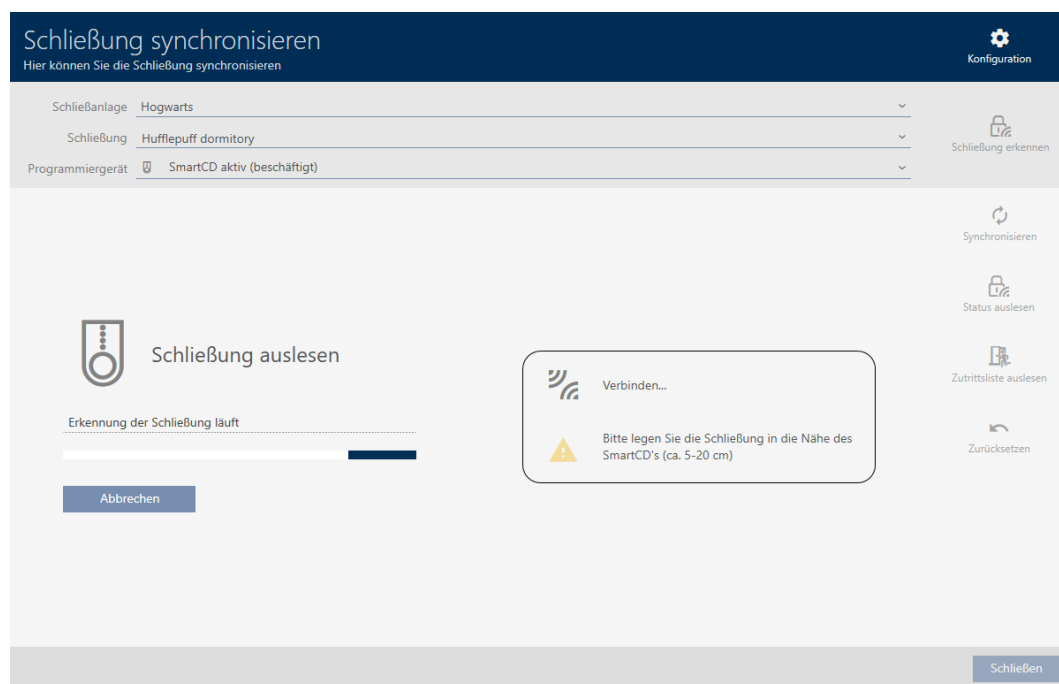 Schließung synchronisieren
Hier können Sie die Schließung synchronisieren
Konfiguration
Schließanlage Hogwarts
Schließung Hufflepuff dormitory
Programmiergerät SmartCD aktiv (beschäftigt)
Schließung erkennen
Synchronisieren
Status auslesen
Zutrittsliste auslesen
Zurücksetzen
Schließung auslesen
Erkennung der Schließung läuft
Abbrechen
Verbinden...
Bitte legen Sie die Schließung in die Nähe des
SmartCD's (ca. 5-20 cm)
Schließen